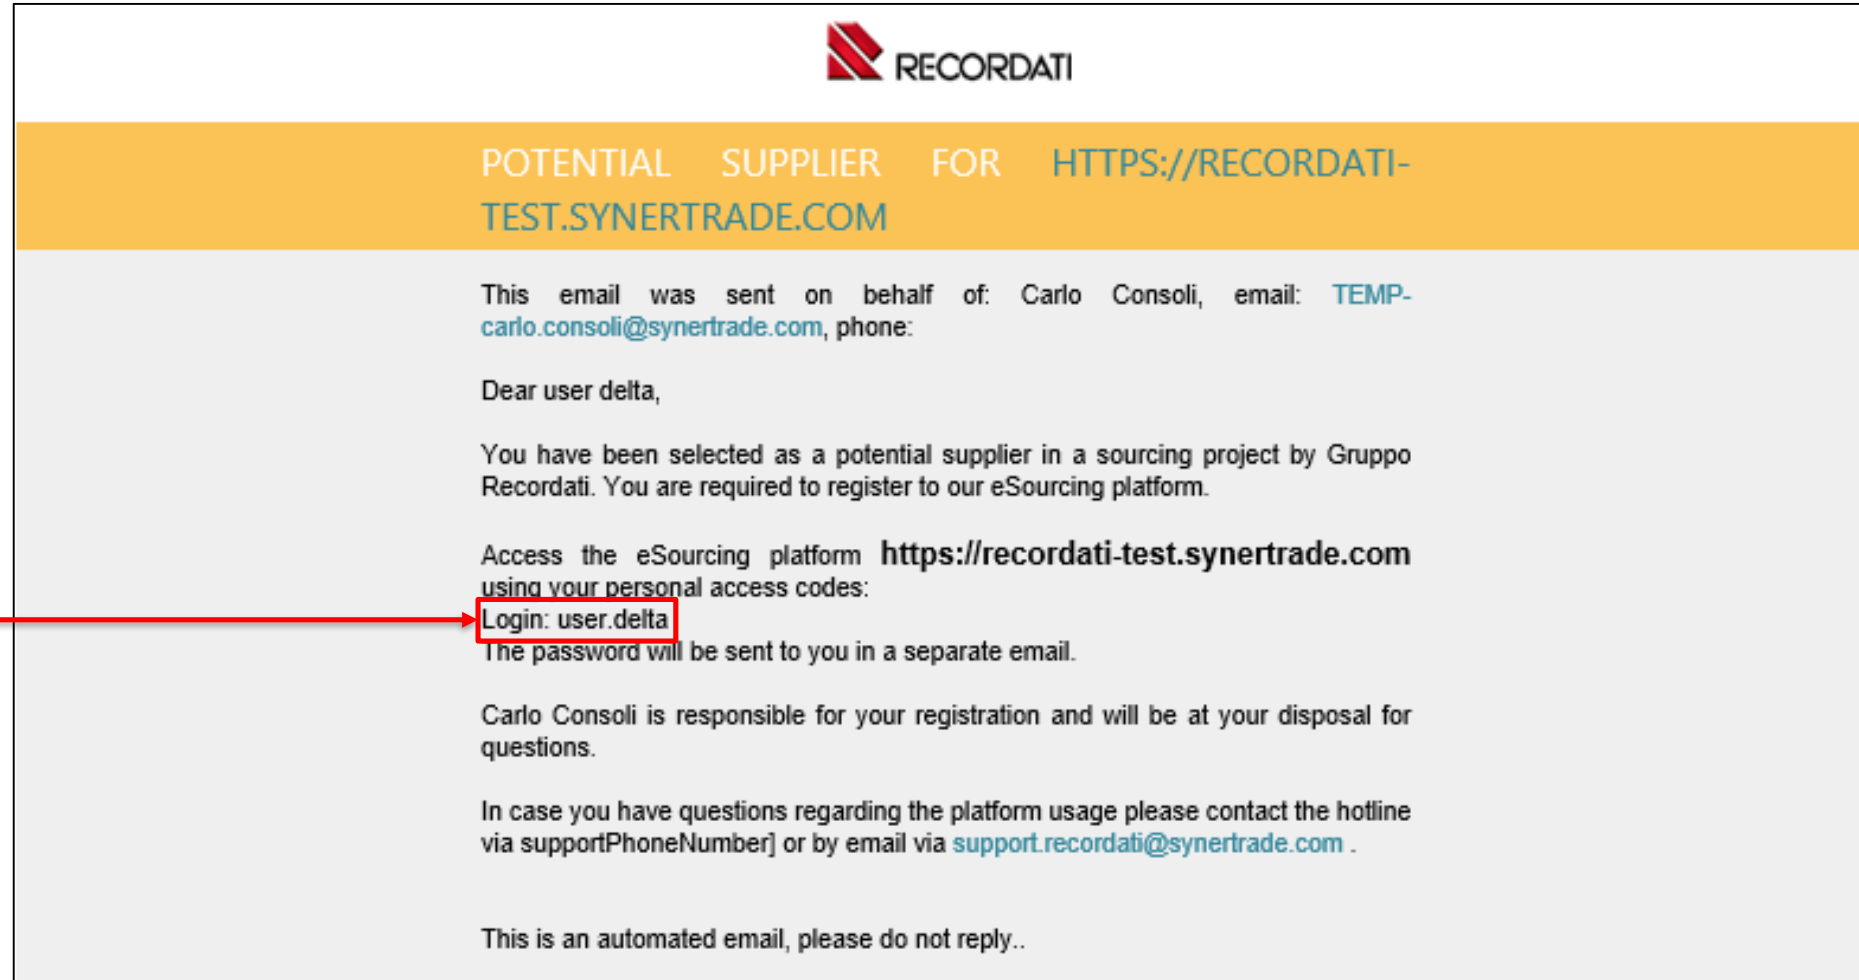 RECORDATI
POTENTIAL SUPPLIER FOR HTTPS://RECORDATI-
TEST.SYNERTRADE.COM
This email was sent on behalf of: Carlo Consoli, email: TEMP-
carlo.consoli@synertrade.com, phone:
Dear user delta,
You have been selected as a potential supplier in a sourcing project by Gruppo
Recordati. You are required to register to our eSourcing platform.
Access the eSourcing platform https://recordati-test.synertrade.com
using your personal access codes:
Login: user.delta
The password will be sent to you in a separate email.
Carlo Consoli is responsible for your registration and will be at your disposal for
questions.
In case you have questions regarding the platform usage please contact the hotline
via supportPhoneNumber] or by email via support.recordati@synertrade.com .
This is an automated email, please do not reply..